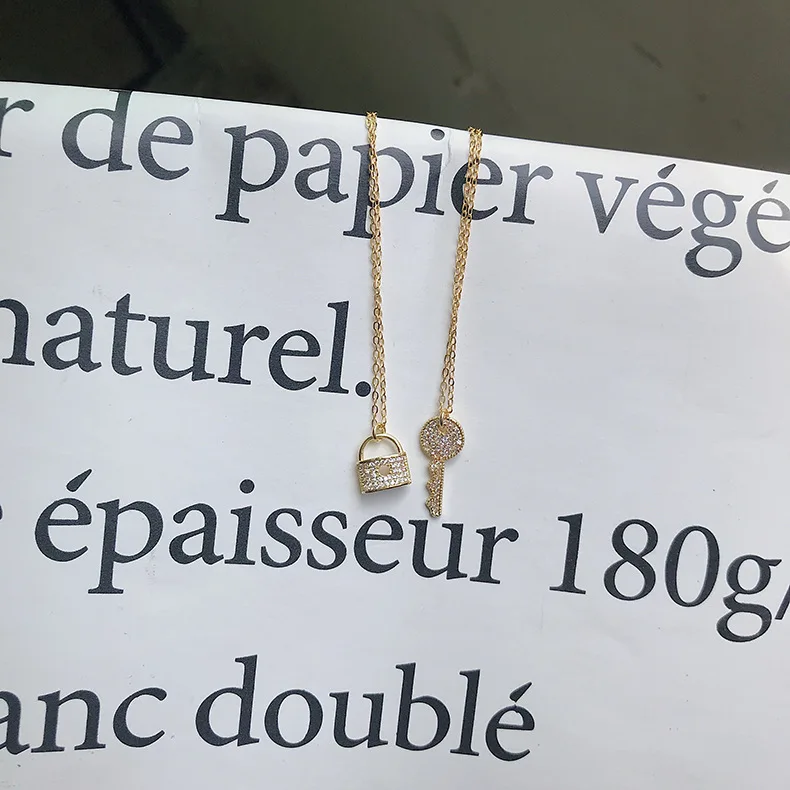 r de papier végé
naturel.
épaisseur 180g/
anc doublé